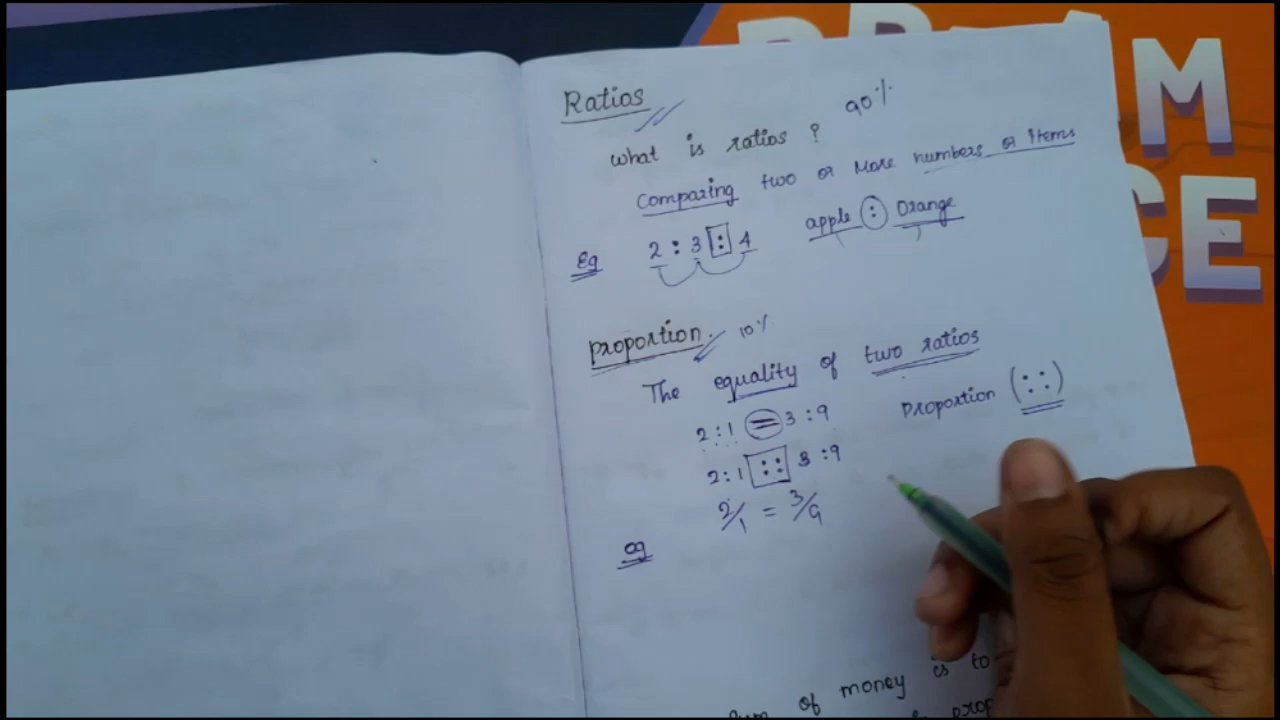 Ratios
90%
What is ratios ?
Comparing two or more numbers or items
Eg 2 : 3 : 4 apple : Orange
Proportion. 10%
The equality of two ratios
2 : 1 = 3 : 9 Proportion (::)
2 : 1 :: 3 : 9
2/1 = 3/9
of money is to